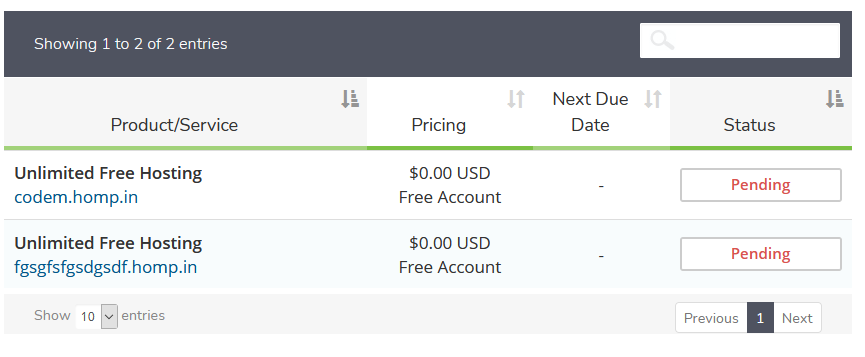 Showing 1 to 2 of 2 entries
Product/Service
Pricing
Next Due
Date
Status
Unlimited Free Hosting
codem.homp.in
$0.00 USD
Free Account
-
Pending
Unlimited Free Hosting
fgsgfsfgsdgsdf.homp.in
$0.00 USD
Free Account
-
Pending
Show 10 entries
Previous 1 Next